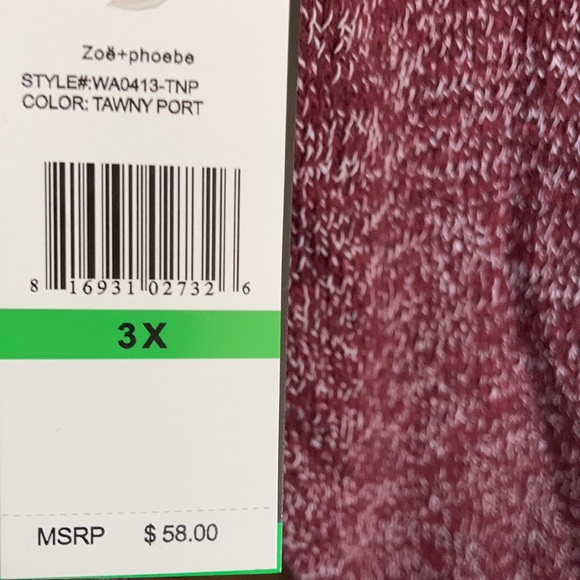 Zoë+phoebe
STYLE#:WA0413-TNP
COLOR: TAWNY PORT
8 16931 02732 6
3X
MSRP $ 58.00